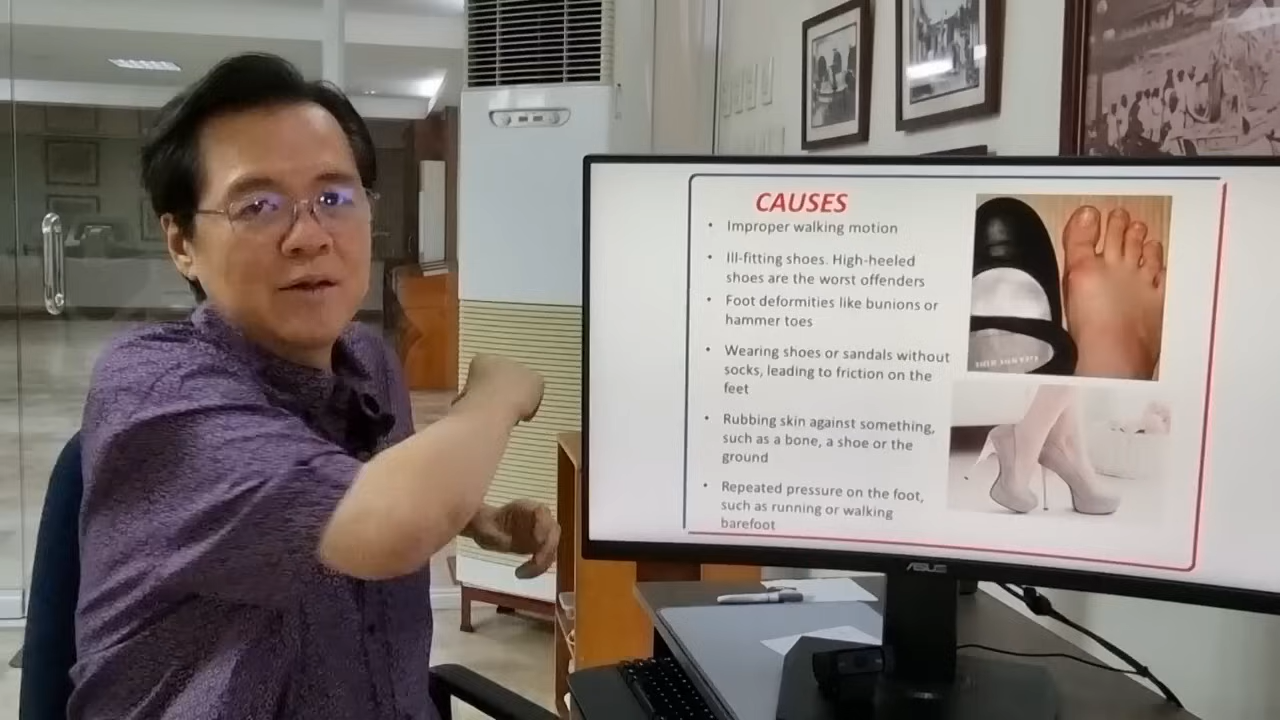 CAUSES
• Improper walking motion
• Ill-fitting shoes. High-heeled
shoes are the worst offenders
• Foot deformities like bunions or
hammer toes
• Wearing shoes or sandals without
socks, leading to friction on the
feet
• Rubbing skin against something,
such as a bone, a shoe or the
ground
• Repeated pressure on the foot,
such as running or walking
barefoot
ASUS